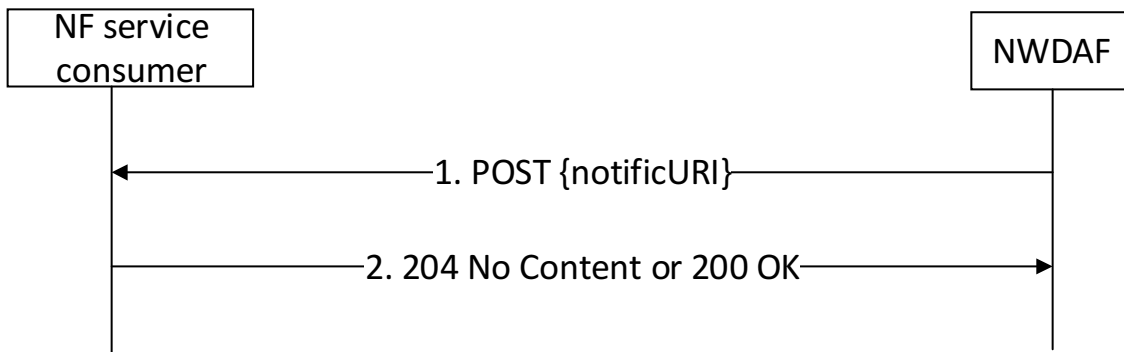 NF service
consumer
NWDAF
1. POST {notificURI}
2. 204 No Content or 200 OK